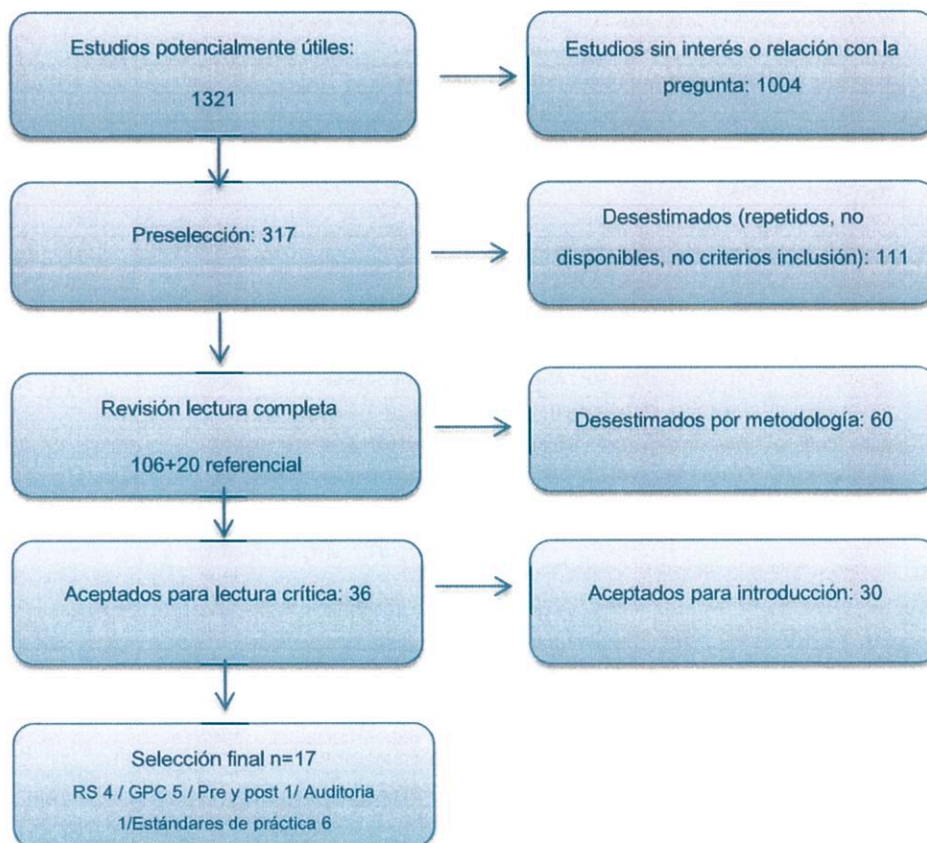 Estudios potencialmente útiles:
1321
Estudios sin interés o relación con la
pregunta: 1004
Preselección: 317
Desestimados (repetidos, no
disponibles, no criterios inclusión): 111
Revisión lectura completa
106+20 referencial
Desestimados por metodología: 60
Aceptados para lectura crítica: 36
Aceptados para introducción: 30
Selección final n=17
RS 4 / GPC 5 / Pre y post 1/ Auditoria
1/Estándares de práctica 6